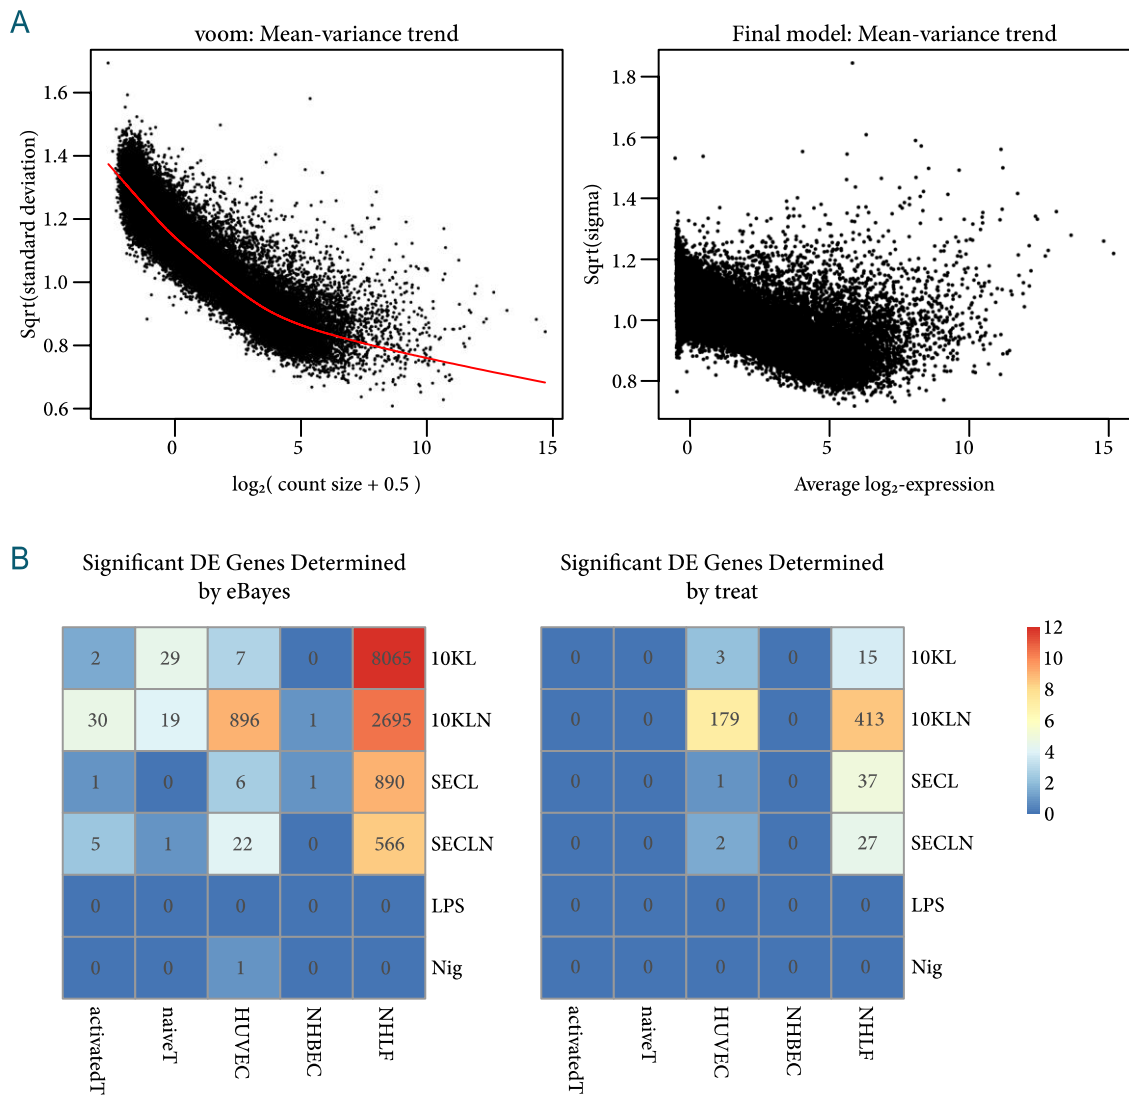 A
voom: Mean-variance trend
Final model: Mean-variance trend
Sqrt(standard deviation)
1.6
1.4
1.2
1.0
0.8
0.6
0
5
10
15
log₂( count size + 0.5 )
Sqrt(sigma)
1.8
1.6
1.4
1.2
1.0
0.8
0
5
10
15
Average log₂-expression
B
Significant DE Genes Determined
by eBayes
Significant DE Genes Determined
by treat
2 29 7 0 8065 10KL
30 19 896 1 2695 10KLN
1 0 6 1 890 SECL
5 1 22 0 566 SECLN
0 0 0 0 0 LPS
0 0 1 0 0 Nig
activatedT
naiveT
HUVEC
NHBEC
NHLF
0 0 3 0 15 10KL
0 0 179 0 413 10KLN
0 0 1 0 37 SECL
0 0 2 0 27 SECLN
0 0 0 0 0 LPS
0 0 0 0 0 Nig
activatedT
naiveT
HUVEC
NHBEC
NHLF
12
10
8
6
4
2
0